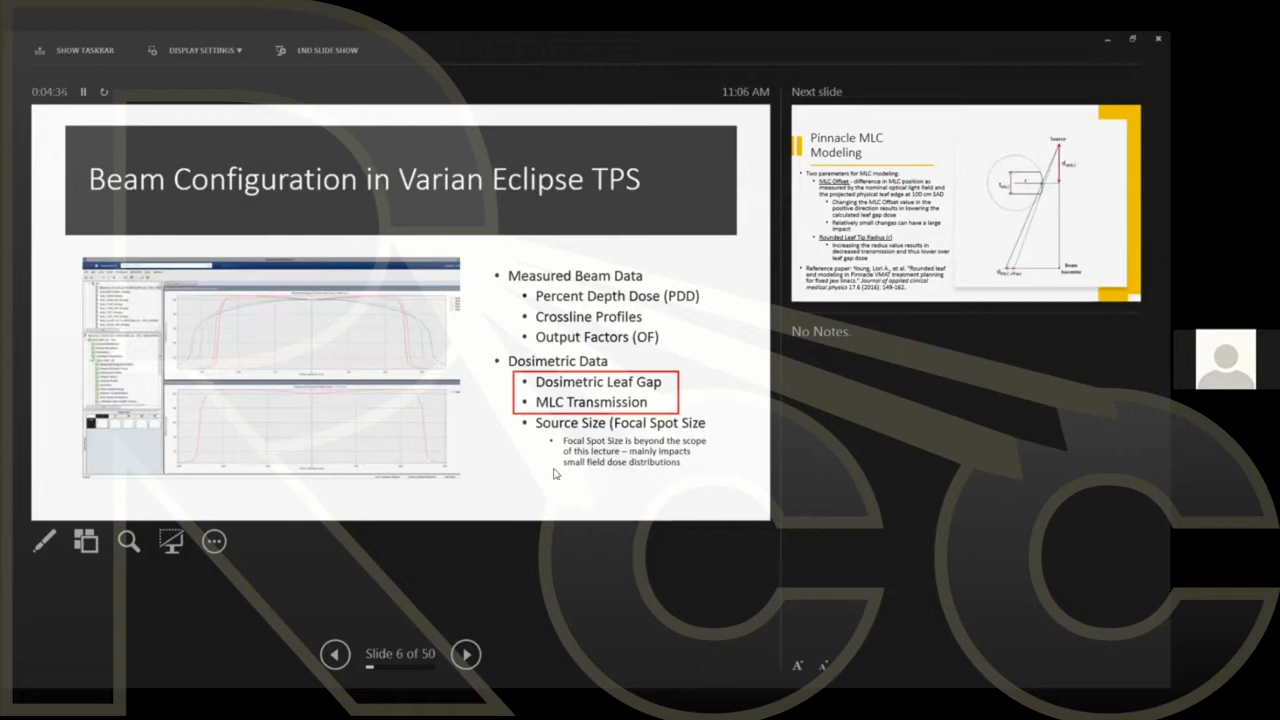 SHOW TASKBAR
DISPLAY SETTINGS ▼
END SLIDE SHOW
0:04:36
11:06 AM
Beam Configuration in Varian Eclipse TPS
• Measured Beam Data
• Percent Depth Dose (PDD)
• Crossline Profiles
• Output Factors (OF)
• Dosimetric Data
• Dosimetric Leaf Gap
• MLC Transmission
• Source Size (Focal Spot Size
• Focal Spot Size is beyond the scope
of this lecture – mainly impacts
small field dose distributions
Slide 6 of 50
Next slide
Pinnacle MLC
Modeling
• Two parameters for MLC modeling:
• MLC Offset - difference in MLC position as
measured by the nominal optical light field and
the projected physical leaf edge at 100 cm SAD
• Changing the MLC Offset value in the
positive direction results in lowering the
calculated leaf gap dose
• Relatively small changes can have a large
impact
• Rounded Leaf Tip Radius (r)
• Increasing the radius value results in
decreased transmission and thus lower over
leaf gap dose
• Reference paper: Young, Lori A., et al. "Rounded leaf
end modeling in Pinnacle VMAT treatment planning
for fixed jaw linacs." Journal of applied clinical
medical physics 17.6 (2016): 149-162.
Source
Beam
No Notes.
A
A
RCC